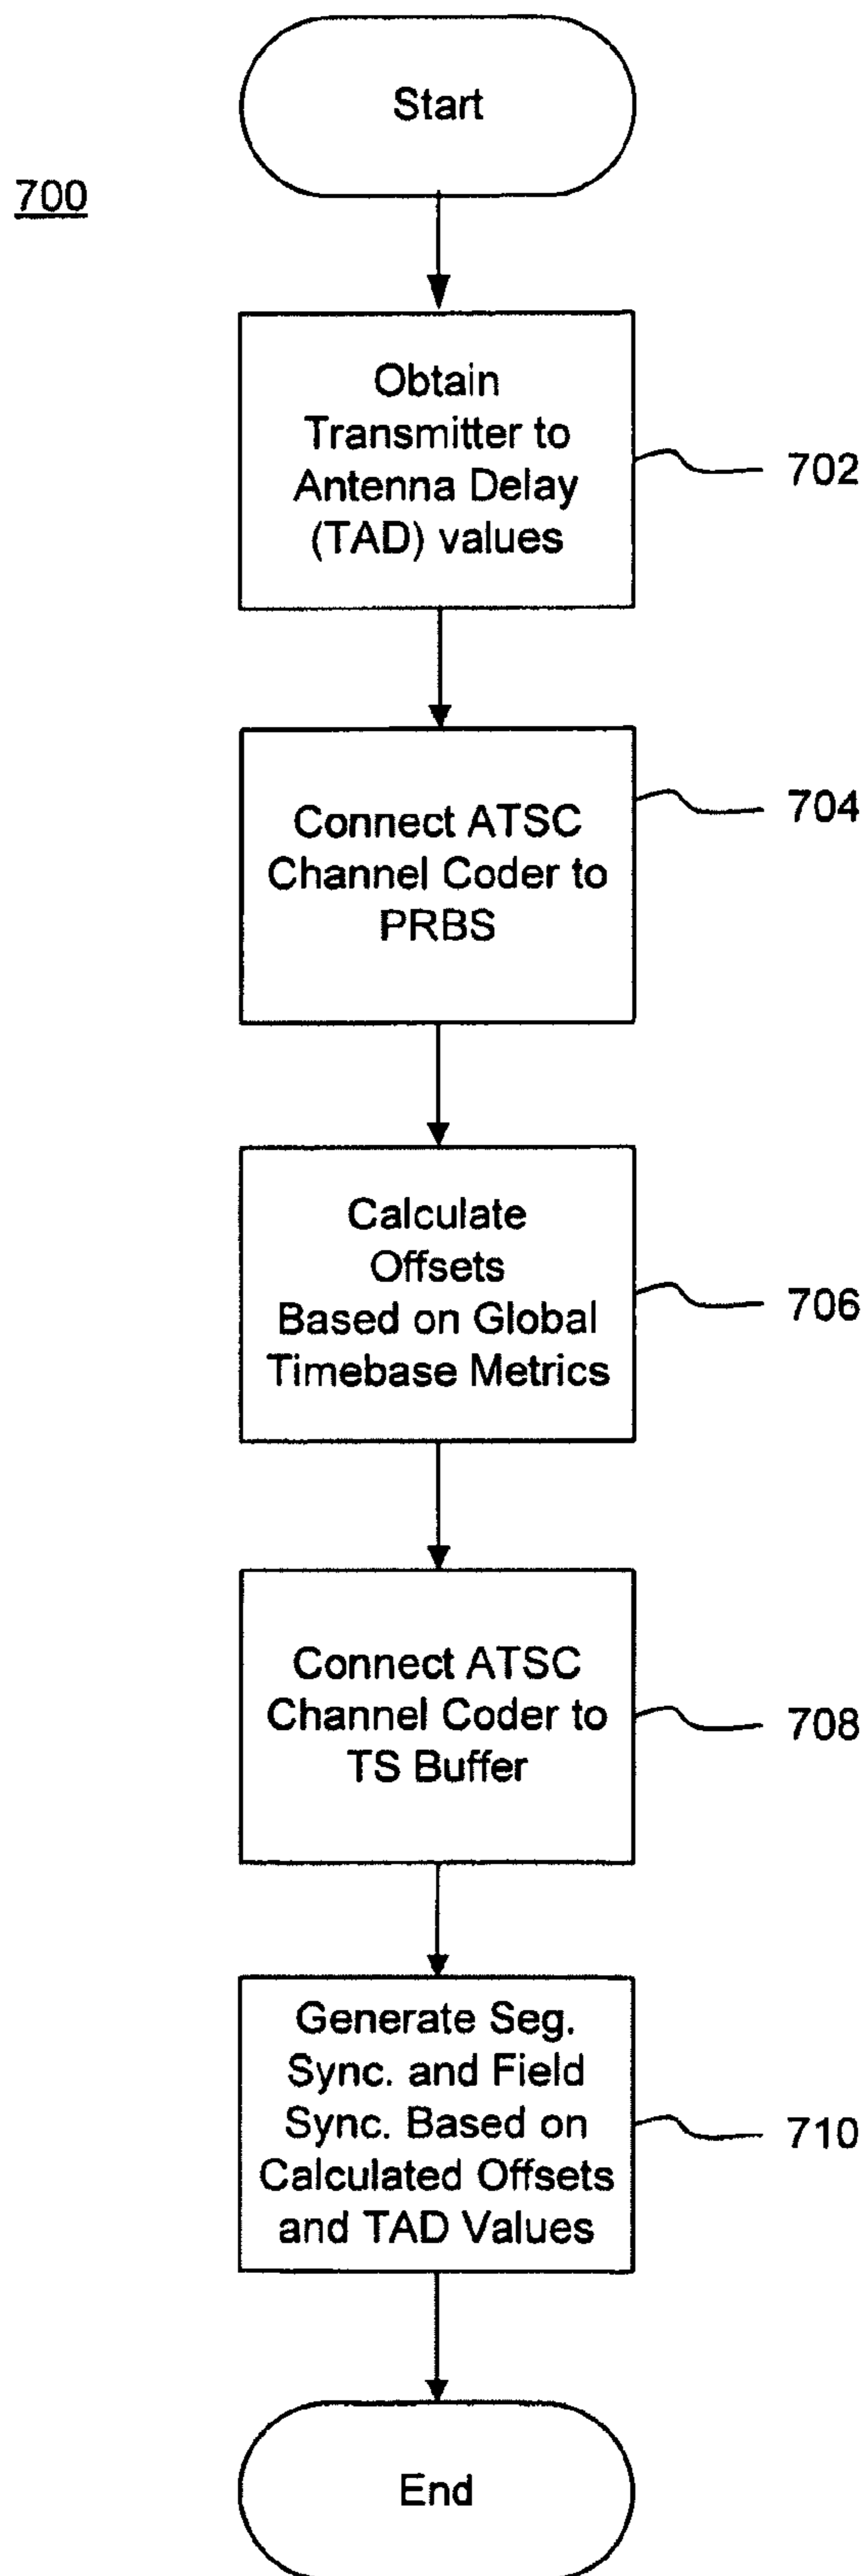 Start
700
Obtain
Transmitter to
Antenna Delay
(TAD) values
702
Connect ATSC
Channel Coder to
PRBS
704
Calculate
Offsets
Based on Global
Timebase Metrics
706
Connect ATSC
Channel Coder to
TS Buffer
708
Generate Seg.
Sync. and Field
Sync. Based on
Calculated Offsets
and TAD Values
710
End